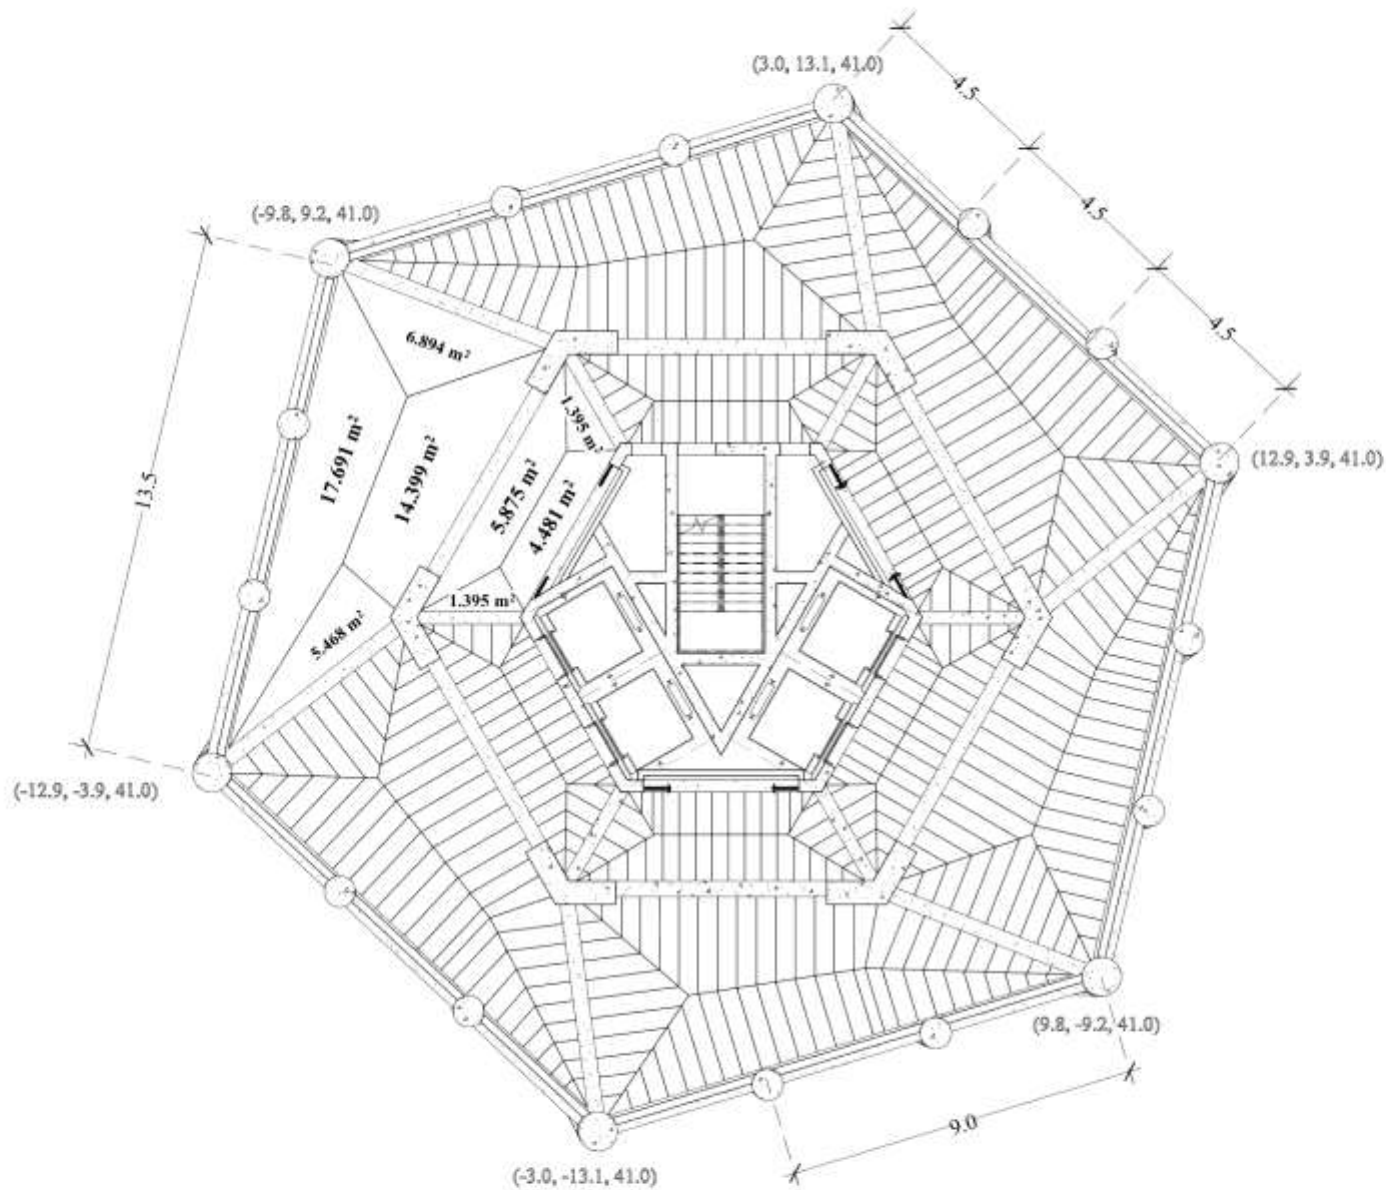 (3.0, 13.1, 41.0)
4.5
(-9.8, 9.2, 41.0)
4.5
4.5
6.894 m²
1.395 m²
(12.9, 3.9, 41.0)
17.691 m²
14.399 m²
5.875 m²
4.481 m²
13.5
1.395 m²
5.468 m²
(-12.9, -3.9, 41.0)
(9.8, -9.2, 41.0)
9.0
(-3.0, -13.1, 41.0)